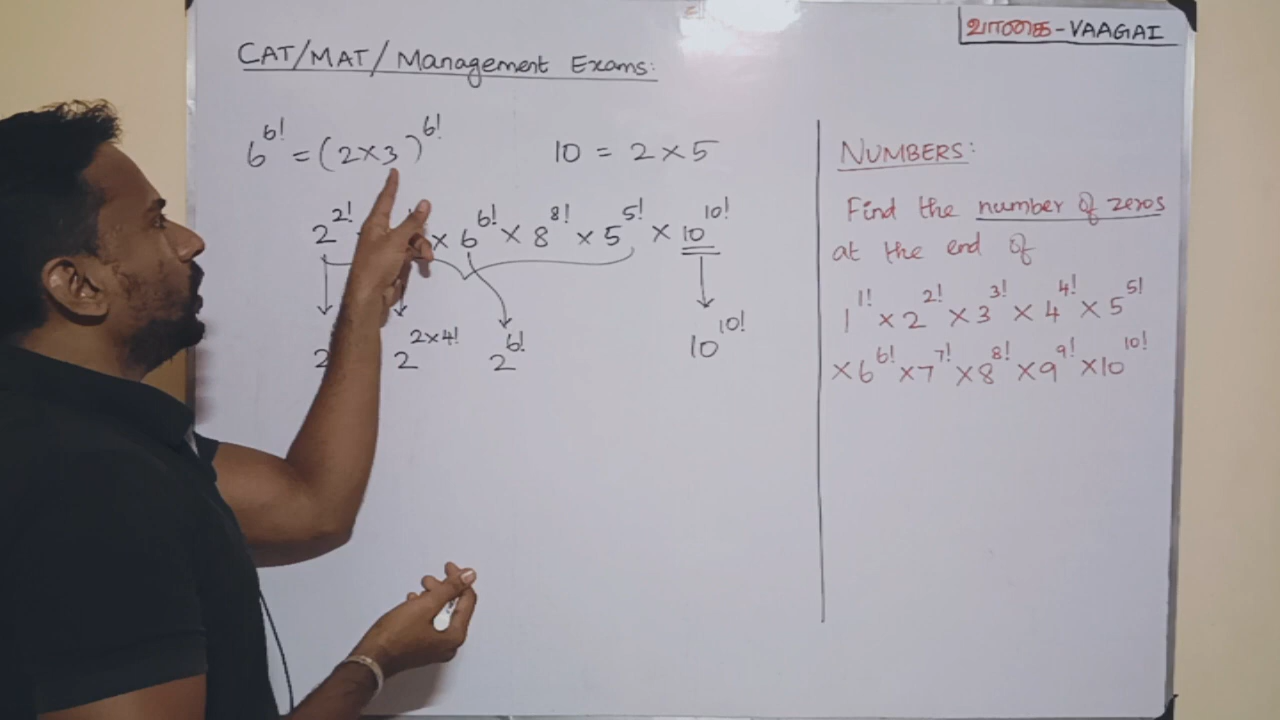 வாகை - VAAGAI
CAT/MAT/Management Exams:
6^6! = (2×3)^6!
10 = 2 × 5
2^2! × 6^6! × 8^8! × 5^5! × 10^10!
2
2^2×4!
2^6!
10^10!
NUMBERS:
Find the number of zeros
at the end of
1^1! × 2^2! × 3^3! × 4^4! × 5^5!
×6^6! ×7^7! ×8^8! ×9^9! ×10^10!